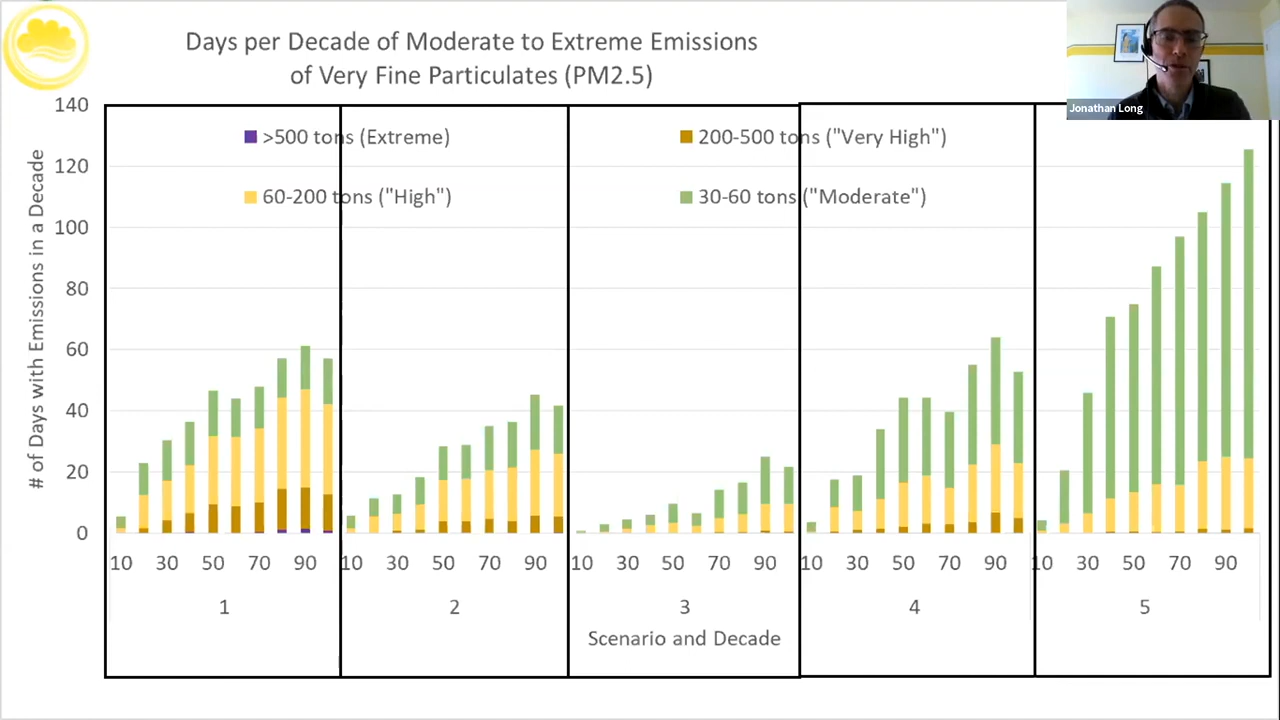 Days per Decade of Moderate to Extreme Emissions
of Very Fine Particulates (PM2.5)
Jonathan Long
# of Days with Emissions in a Decade
140
120
100
80
60
40
20
0
>500 tons (Extreme)
200-500 tons ("Very High")
60-200 tons ("High")
30-60 tons ("Moderate")
10 30 50 70 90 10 30 50 70 90 10 30 50 70 90 10 30 50 70 90 10 30 50 70 90
1 2 3 4 5
Scenario and Decade